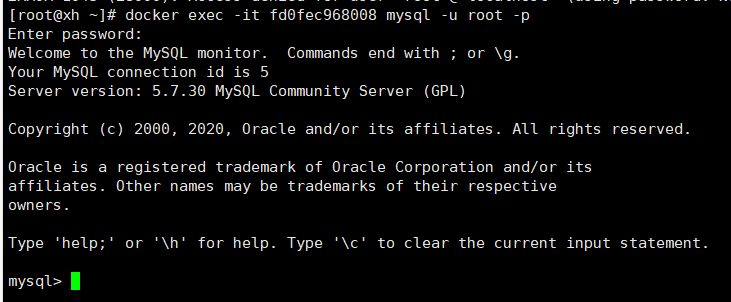 [root@xh ~]# docker exec -it fd0fec968008 mysql -u root -p
Enter password:
Welcome to the MySQL monitor.  Commands end with ; or \g.
Your MySQL connection id is 5
Server version: 5.7.30 MySQL Community Server (GPL)
Copyright (c) 2000, 2020, Oracle and/or its affiliates. All rights reserved.
Oracle is a registered trademark of Oracle Corporation and/or its
affiliates. Other names may be trademarks of their respective
owners.
Type 'help;' or '\h' for help. Type '\c' to clear the current input statement.
mysql>